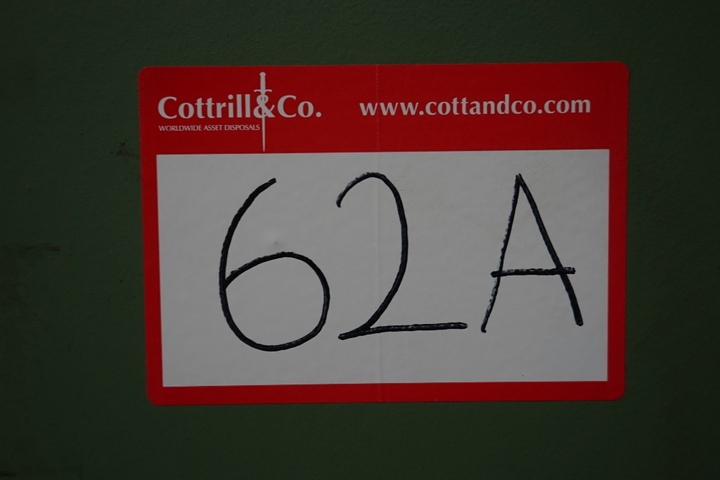 Cottrill&Co. www.cottandco.com
WORLDWIDE ASSET DISPOSALS
62A